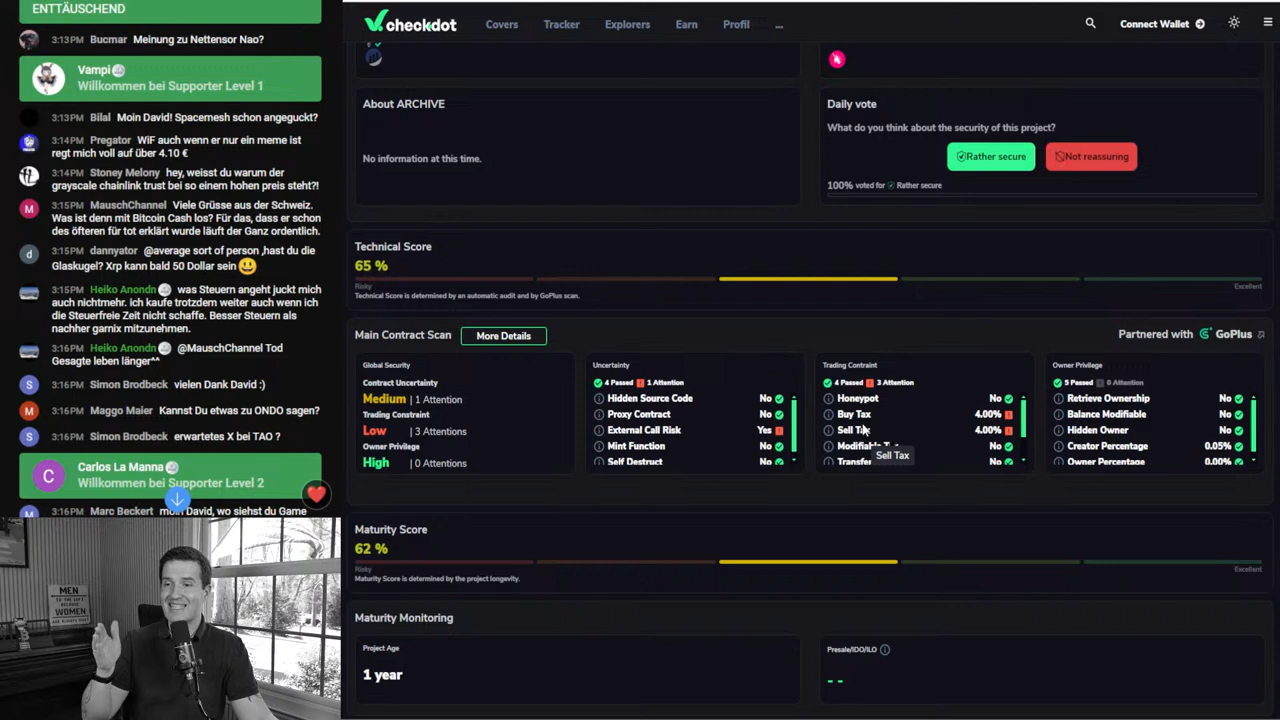 ENTTÄUSCHEND
3:13PM Bucmar Meinung zu Nettensor Nao?
Vampi
Willkommen bei Supporter Level 1
3:13PM Bilal Moin David! Spacemesh schon angeguckt?
3:14PM Pregator WiF auch wenn er nur ein meme ist
regt mich voll auf über 4.10 €
3:14PM Stoney Melony hey, weisst du warum der
grayscale chainlink trust bei so einem hohen preis steht?!
3:15PM MauschChannel Viele Grüsse aus der Schweiz.
Was ist denn mit Bitcoin Cash los? Für das, dass er schon
des öfteren für tot erklärt wurde läuft der Ganz ordentlich.
3:15PM dannyator @average sort of person ,hast du die
Glaskugel? Xrp kann bald 50 Dollar sein
3:15PM Heiko Anondn was Steuern angeht juckt mich
auch nichtmehr. ich kaufe trotzdem weiter auch wenn ich
die Steuerfreie Zeit nicht schaffe. Besser Steuern als
nachher garnix mitzunehmen.
3:16PM Heiko Anondn @MauschChannel Tod
Gesagte leben länger^^
3:16PM Simon Brodbeck vielen Dank David :)
3:16PM Maggo Maier Kannst Du etwas zu ONDO sagen?
3:16PM Simon Brodbeck erwartetes X bei TAO ?
Carlos La Manna
Willkommen bei Supporter Level 2
3:16PM Marc Beckert moin David, wo siehst du Game
MEN
TO THE LEFT
BECAUSE
WOMEN
ARE ALWAYS RIGHT
checkdot
Covers Tracker Explorers Earn Profil ...
Connect Wallet
About ARCHIVE
No information at this time.
Daily vote
What do you think about the security of this project?
Rather secure Not reassuring
100% voted for Rather secure
Technical Score
65 %
Risky Excellent
Technical Score is determined by an automatic audit and by GoPlus scan.
Main Contract Scan More Details Partnered with GoPlus
Global Security
Contract Uncertainty
Medium | 1 Attention
Trading Constraint
Low | 3 Attention
Owner Privilege
High | 0 Attention
Uncertainty
4 Passed 1 Attention
Hidden Source Code No
Proxy Contract No
External Call Risk Yes
Mint Function No
Self Destruct No
Trading Contraint
4 Passed 3 Attention
Honeypot No
Buy Tax 4.00%
Sell Tax 4.00%
Modifiable No
Sell Tax
Transfer No
Owner Privilege
5 Passed 0 Attention
Retrieve Ownership No
Balance Modifiable No
Hidden Owner No
Creator Percentage 0.05%
Owner Percentage 0.00%
Maturity Score
62 %
Risky Excellent
Maturity Score is determined by the project longevity.
Maturity Monitoring
Project Age
1 year
Presale/IDO/ILO
- -